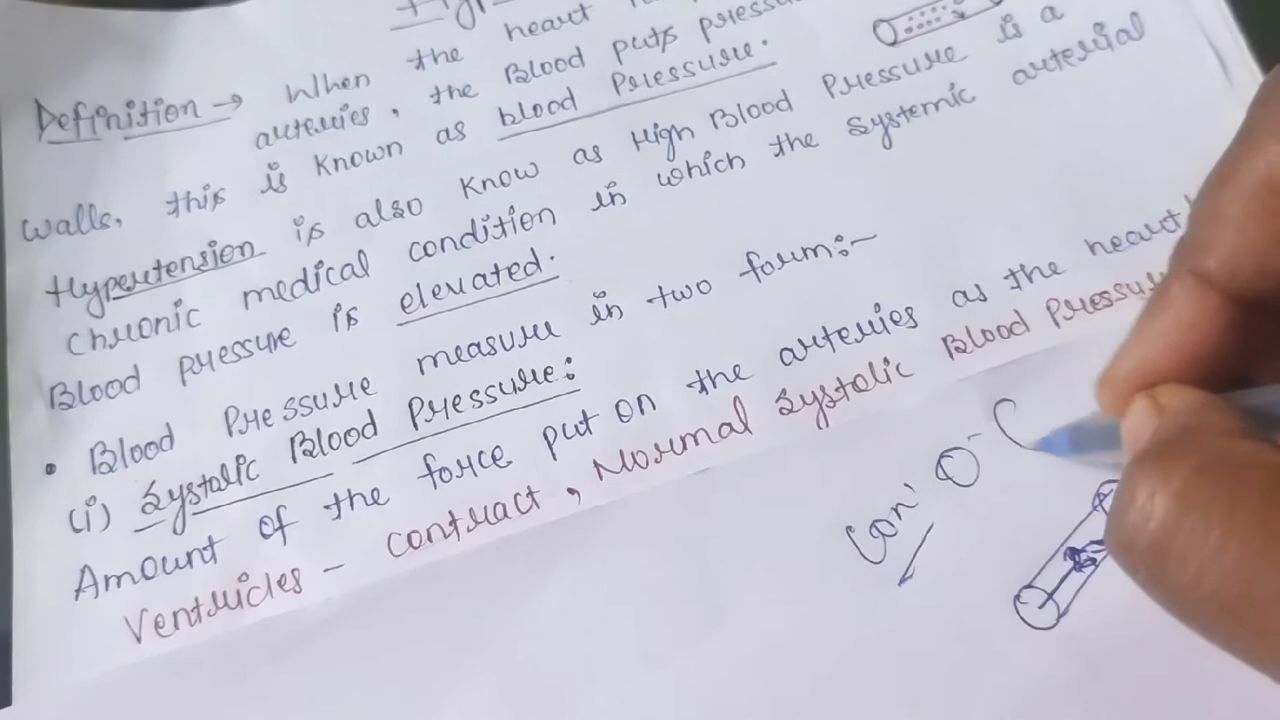 Definition → When the heart
arteries, the Blood puts pressu
walls, this is known as blood Pressure.
Hypertension is also know as High Blood Pressure is a
chronic medical condition in which the systemic arterial
Blood pressure is elevated.
• Blood Pressure measure in two form:-
(i) Systolic Blood Pressure:
Amount of the force put on the arteries as the heart
Ventricles - contract, Normal Systolic Blood Pressu
Con' O-C